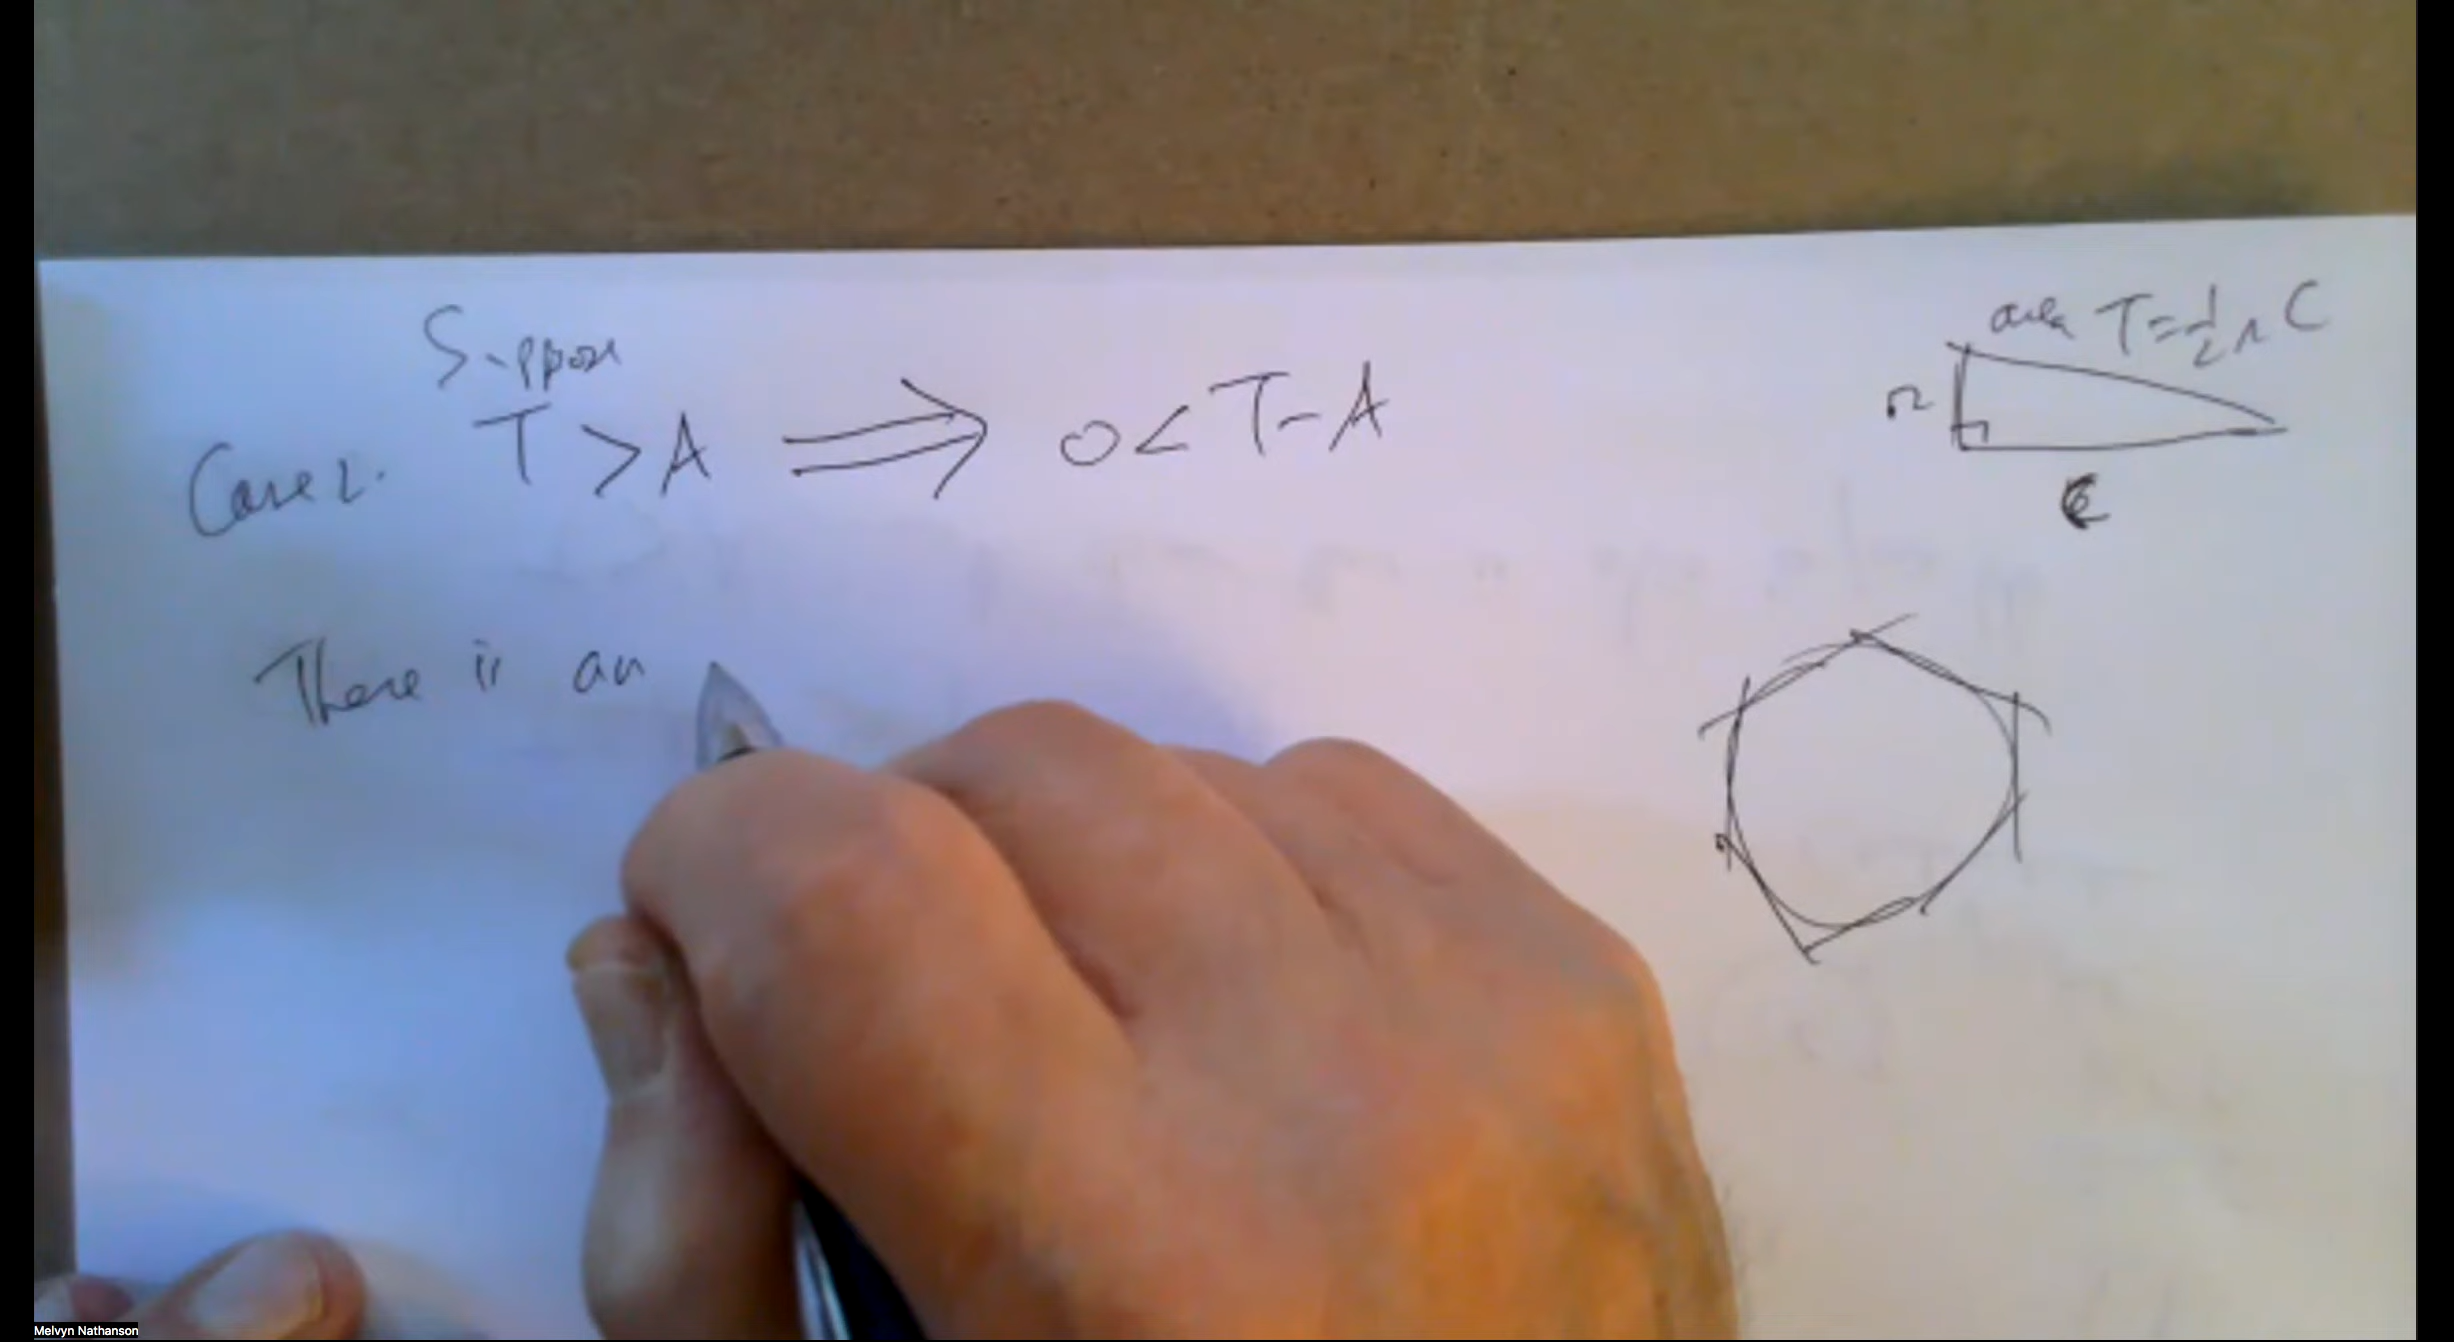 Suppose
Case 2. T > A ⟹ 0 < T - A
area T = 1/2 r C
r
C
There is an
Melvyn Nathanson